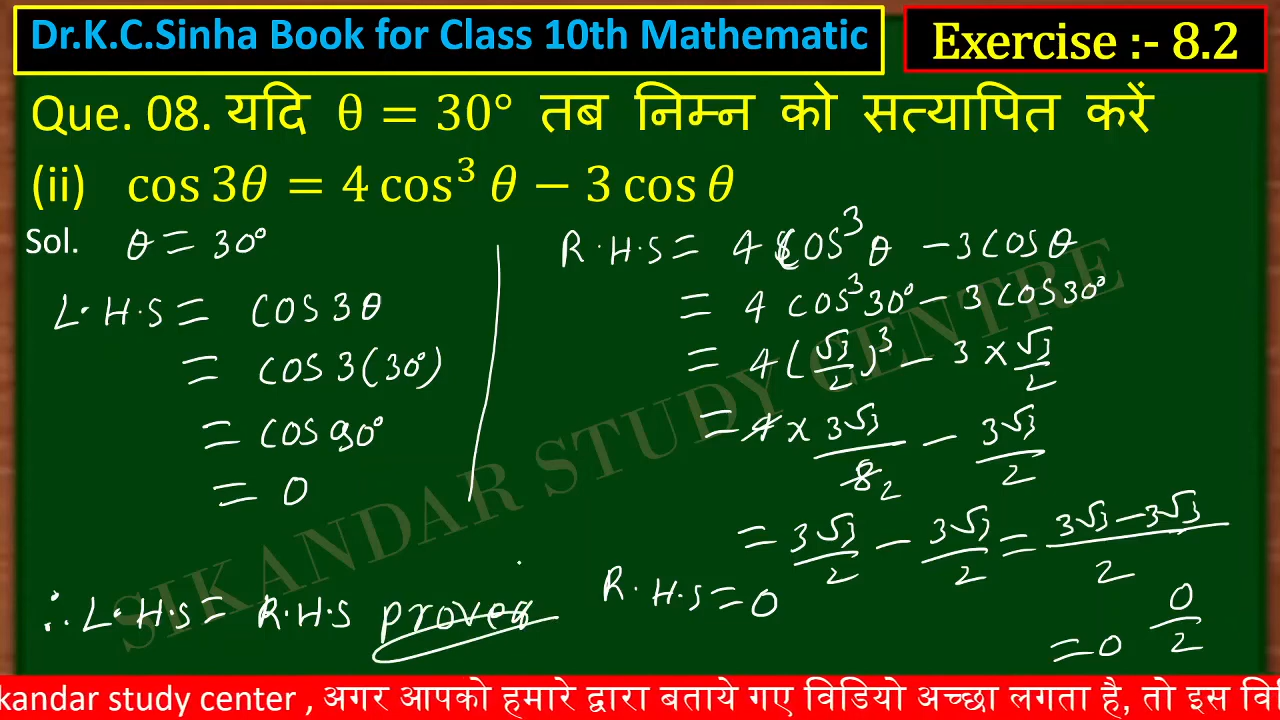 Dr.K.C.Sinha Book for Class 10th Mathematic
Exercise :- 8.2
Que. 08. यदि θ = 30° तब निम्न को सत्यापित करें
(ii) cos 3θ = 4 cos³ θ − 3 cos θ
Sol. θ = 30°
L.H.S = COS 3θ
= COS 3(30°)
= COS 90°
= 0
R.H.S = 4 COS³ θ − 3 COS θ
= 4 COS³ 30° − 3 COS 30°
= 4 (√3/2)³ − 3 × √3/2
= 4 × 3√3/8 2 − 3√3/2
= 3√3/2 − 3√3/2 = 3√3 − 3√3/2
0/2
= 0
R.H.S = 0
∴ L.H.S = R.H.S proved
SIKANDAR STUDY CENTRE
kandar study center , अगर आपको हमारे द्वारा बताये गए विडियो अच्छा लगता है, तो इस वि